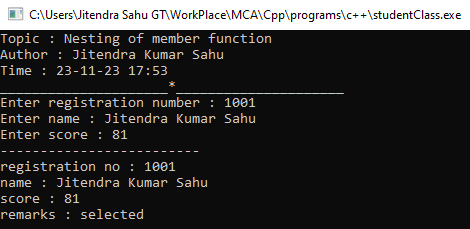 C:\Users\Jitendra Sahu GT\WorkPlace\MCA\Cpp\programs\c++\studentClass.exe
Topic : Nesting of member function
Author : Jitendra Kumar Sahu
Time : 23-11-23 17:53
_____________________*_____________________
Enter registration number : 1001
Enter name : Jitendra Kumar Sahu
Enter score : 81
-------------------------
registration no : 1001
name : Jitendra Kumar Sahu
score : 81
remarks : selected